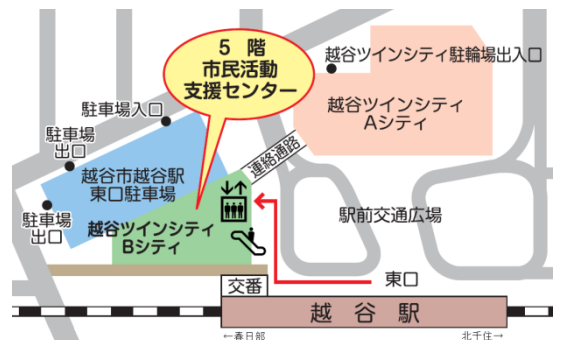 5 階
市民活動
支援センター
越谷ツインシティ駐輪場出入口
越谷ツインシティ
Aシティ
駐車場入口
駐車場
出口
越谷市越谷駅
東口駐車場
連絡通路
駐車場
出口
越谷ツインシティ
Bシティ
駅前交通広場
東口
交番
越谷駅
←春日部
北千住→